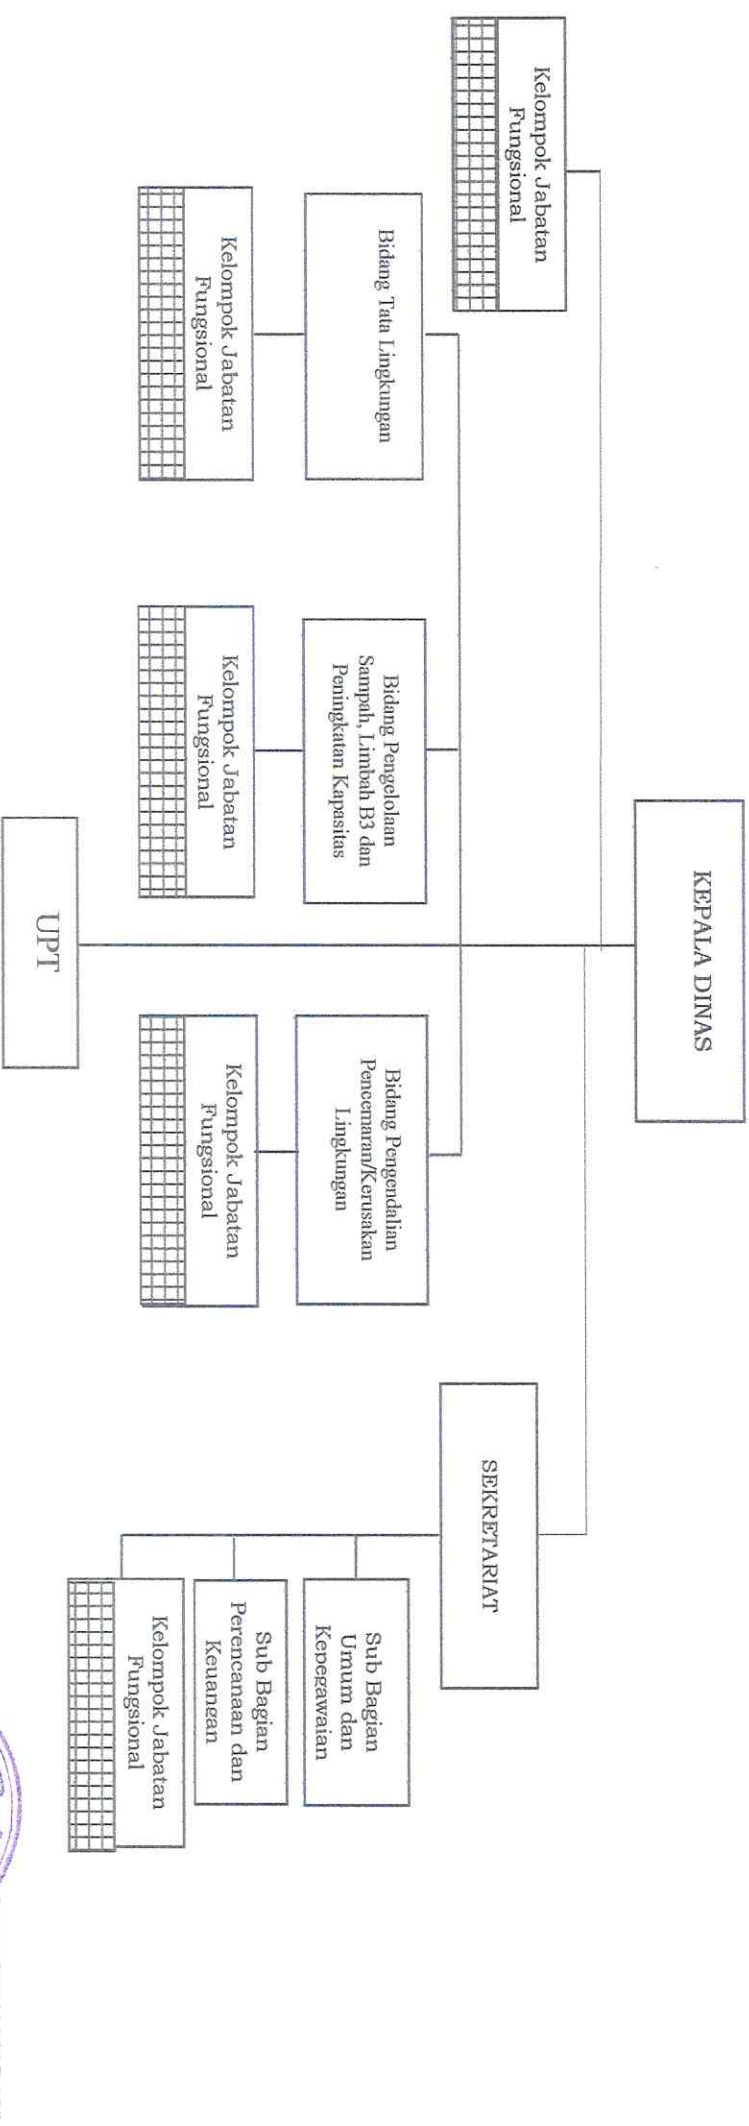 KEPALA DINAS
Kelompok Jabatan
Fungsional
SEKRETARIAT
Sub Bagian
Umum dan
Kepegawaian
Sub Bagian
Perencanaan dan
Keuangan
Kelompok Jabatan
Fungsional
Bidang Tata Lingkungan
Bidang Pengelolaan
Sampah, Limbah B3 dan
Peningkatan Kapasitas
Bidang Pengendalian
Pencemaran/Kerusakan
Lingkungan
Kelompok Jabatan
Fungsional
Kelompok Jabatan
Fungsional
Kelompok Jabatan
Fungsional
UPT